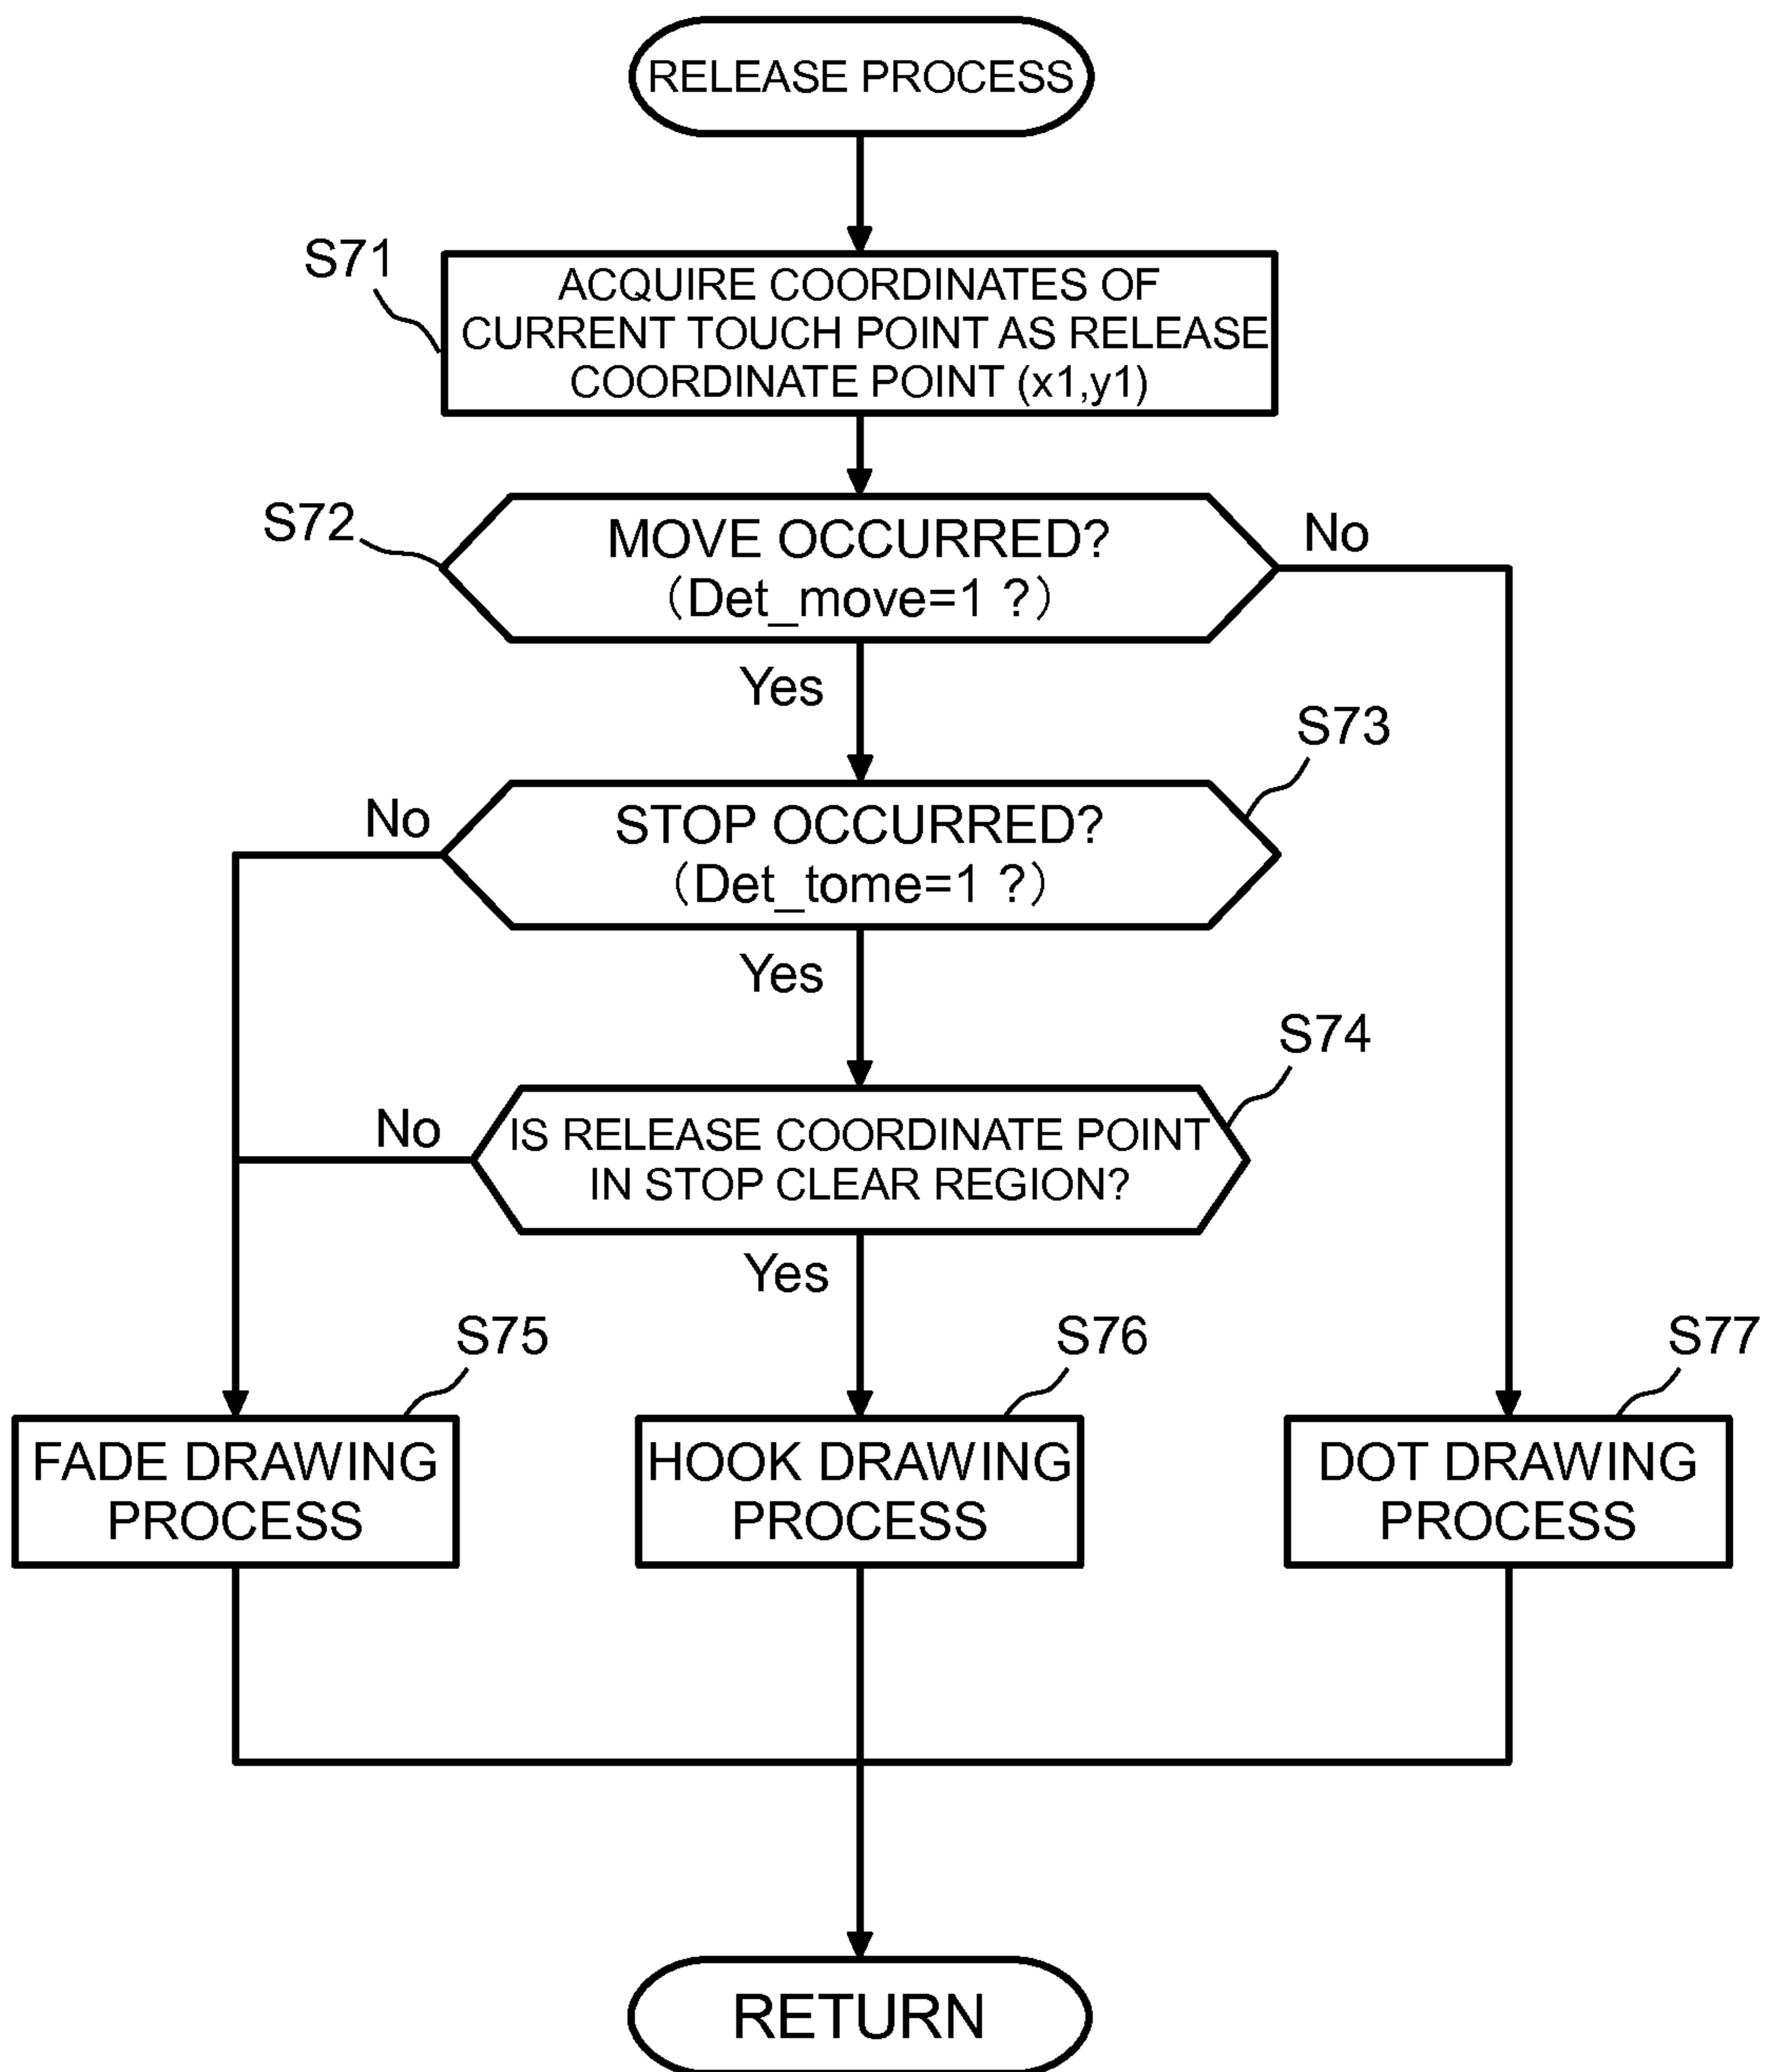 RELEASE PROCESS
S71
ACQUIRE COORDINATES OF
CURRENT TOUCH POINT AS RELEASE
COORDINATE POINT (x1,y1)
S72
MOVE OCCURRED?
(Det_move=1 ?)
No
Yes
S73
No
STOP OCCURRED?
(Det_tome=1 ?)
Yes
S74
No
IS RELEASE COORDINATE POINT
IN STOP CLEAR REGION?
Yes
S75
S76
S77
FADE DRAWING
PROCESS
HOOK DRAWING
PROCESS
DOT DRAWING
PROCESS
RETURN